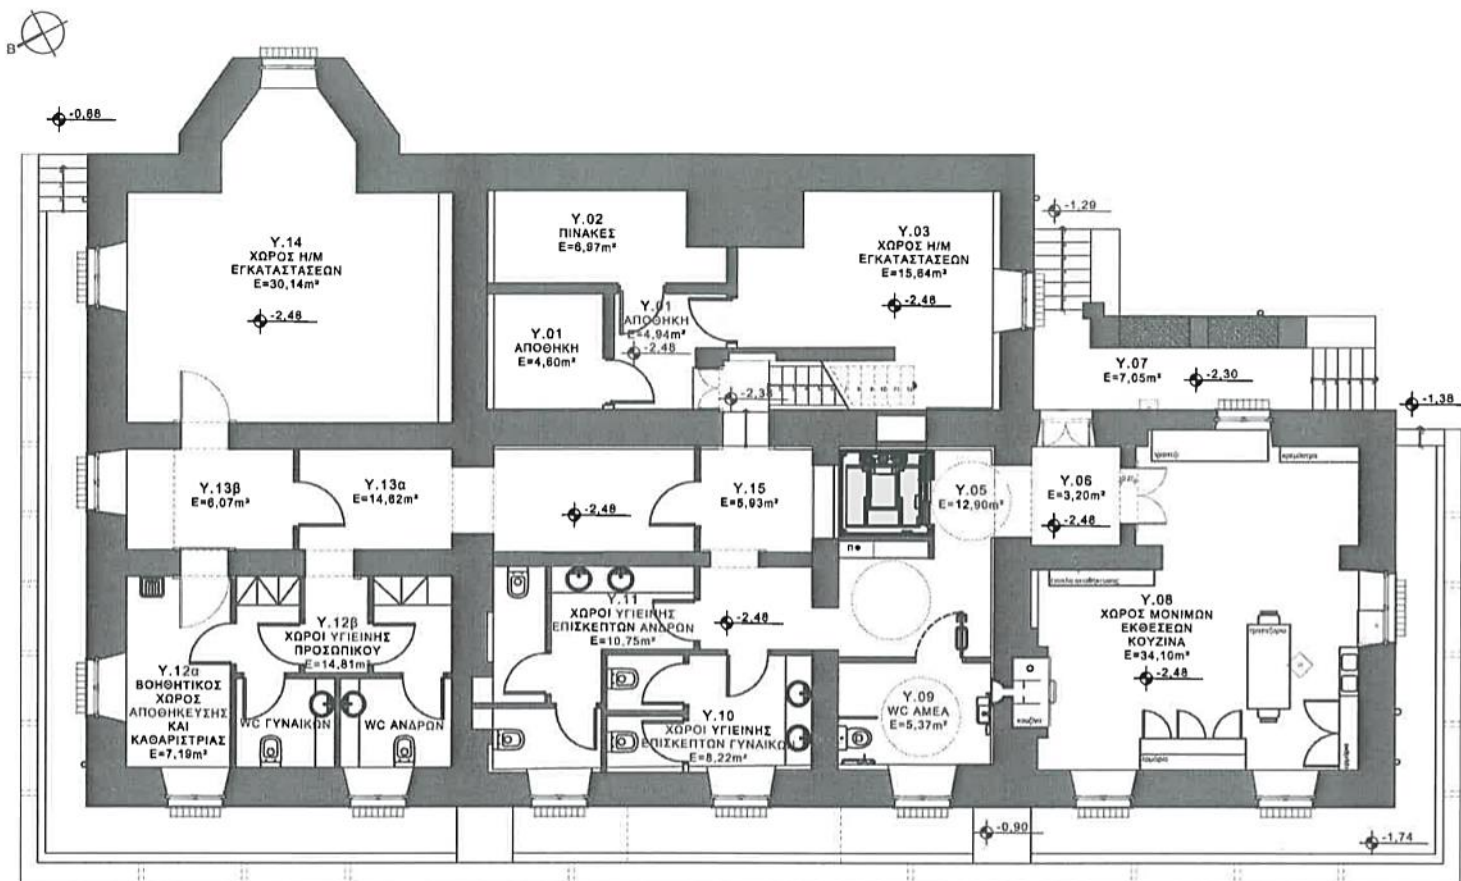 B
-0,88
Υ.14
ΧΩΡΟΣ Η/Μ
ΕΓΚΑΤΑΣΤΑΣΕΩΝ
Ε=30,14m²
-2,48
Υ.02
ΠΙΝΑΚΕΣ
Ε=6,97m²
Υ.03
ΧΩΡΟΣ Η/Μ
ΕΓΚΑΤΑΣΤΑΣΕΩΝ
Ε=15,64m²
-2,48
-1,29
Υ.01
ΑΠΟΘΗΚΗ
Ε=4,60m²
Υ.01
ΑΠΟΘΗΚΗ
Ε=4,94m²
-2,48
-2,38
Υ.07
Ε=7,05m²
-2,30
-1,38
Υ.13β
Ε=6,07m²
Υ.13α
Ε=14,62m²
-2,48
Υ.15
Ε=5,93m²
Υ.05
Ε=12,90m²
Υ.06
Ε=3,20m²
-2,48
ΠΦ
Υ.12α
ΒΟΗΘΗΤΙΚΟΣ
ΧΩΡΟΣ
ΑΠΟΘΗΚΕΥΣΗΣ
ΚΑΙ
ΚΑΘΑΡΙΣΤΡΙΑΣ
Ε=7,19m²
Υ.12β
ΧΩΡΟΙ ΥΓΙΕΙΝΗΣ
ΠΡΟΣΩΠΙΚΟΥ
Ε=14,81m²
WC ΓΥΝΑΙΚΩΝ
WC ΑΝΔΡΩΝ
Υ.11
ΧΩΡΟΙ ΥΓΙΕΙΝΗΣ
ΕΠΙΣΚΕΠΤΩΝ ΑΝΔΡΩΝ
Ε=10,75m²
-2,48
Υ.10
ΧΩΡΟΙ ΥΓΙΕΙΝΗΣ
ΕΠΙΣΚΕΠΤΩΝ ΓΥΝΑΙΚΩΝ
Ε=8,22m²
Υ.09
WC ΑΜΕΑ
Ε=5,37m²
Υ.08
ΧΩΡΟΣ ΜΟΝΙΜΩΝ
ΕΚΘΕΣΕΩΝ
ΚΟΥΖΙΝΑ
Ε=34,10m²
-2,48
-0,90
-1,74